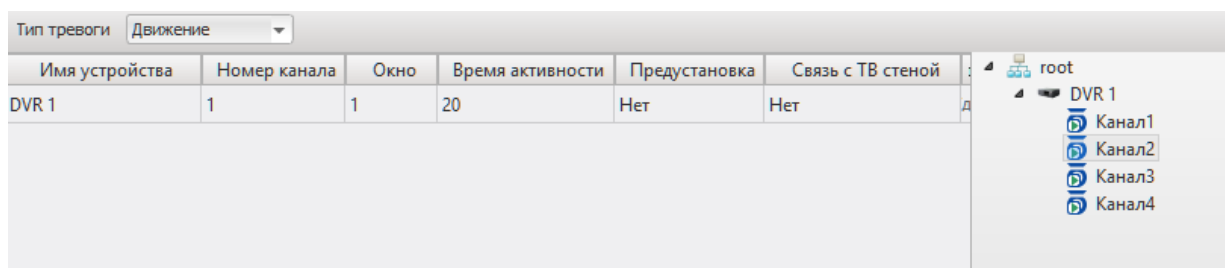 Тип тревоги Движение
Имя устройства Номер канала Окно Время активности Предустановка Связь с ТВ стеной
DVR 1 1 1 20 Нет Нет
root
DVR 1
Канал1
Канал2
Канал3
Канал4